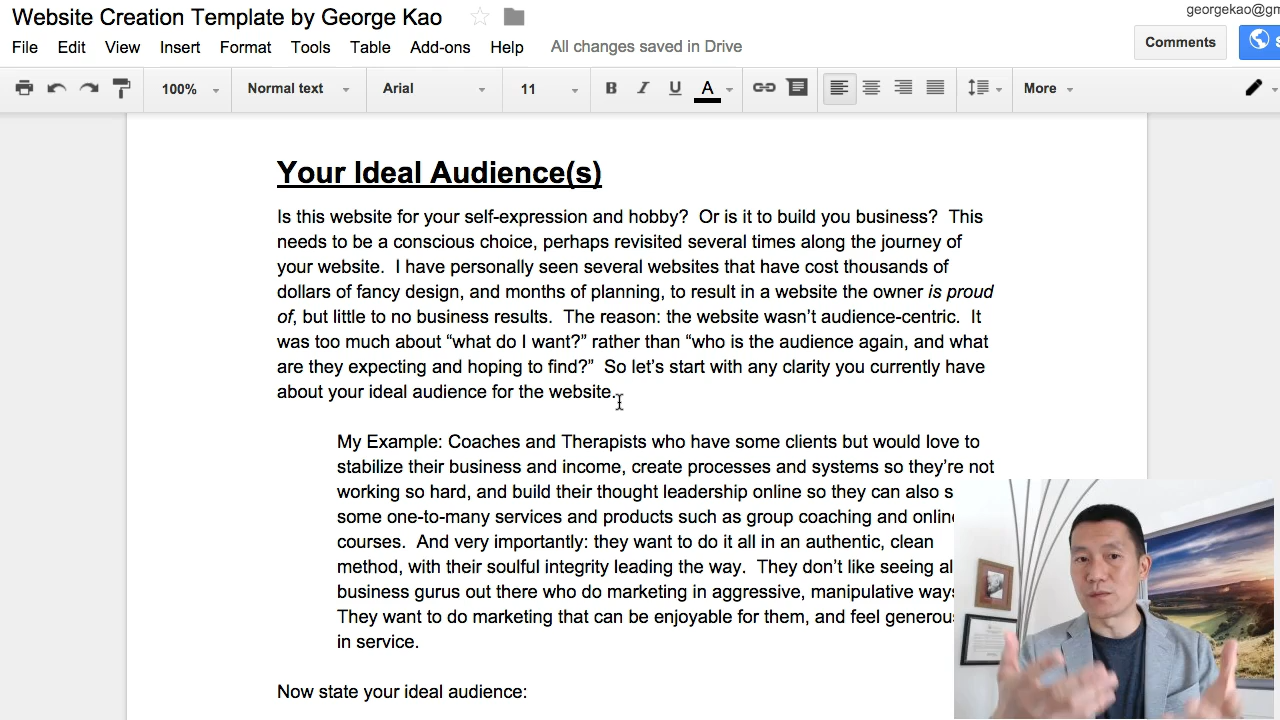 Website Creation Template by George Kao
georgekao@gm
File Edit View Insert Format Tools Table Add-ons Help All changes saved in Drive
Comments
100% Normal text Arial 11 B I U A More
Your Ideal Audience(s)
Is this website for your self-expression and hobby? Or is it to build you business? This
needs to be a conscious choice, perhaps revisited several times along the journey of
your website. I have personally seen several websites that have cost thousands of
dollars of fancy design, and months of planning, to result in a website the owner is proud
of, but little to no business results. The reason: the website wasn't audience-centric. It
was too much about “what do I want?” rather than “who is the audience again, and what
are they expecting and hoping to find?” So let's start with any clarity you currently have
about your ideal audience for the website.
My Example: Coaches and Therapists who have some clients but would love to
stabilize their business and income, create processes and systems so they're not
working so hard, and build their thought leadership online so they can also s
some one-to-many services and products such as group coaching and onlin
courses. And very importantly: they want to do it all in an authentic, clean
method, with their soulful integrity leading the way. They don't like seeing al
business gurus out there who do marketing in aggressive, manipulative ways
They want to do marketing that can be enjoyable for them, and feel generous
in service.
Now state your ideal audience: